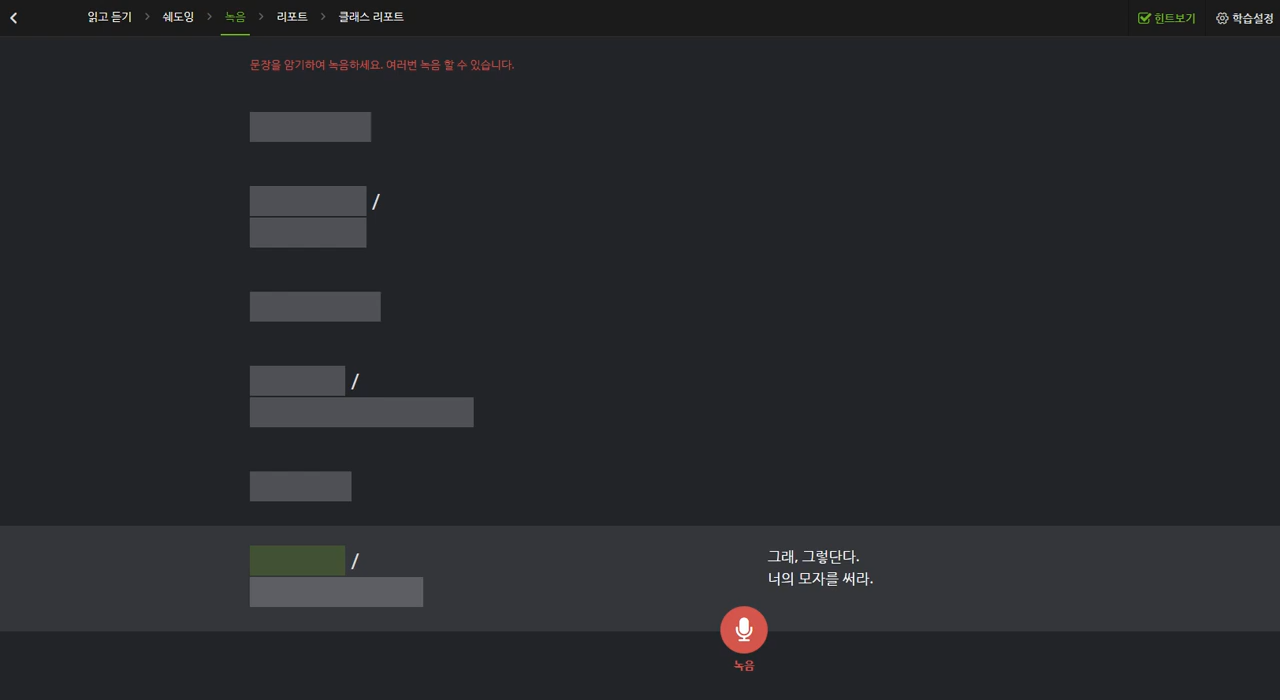 읽고 듣기 > 쉐도잉 > 녹음 > 리포트 > 클래스 리포트
힌트보기
학습설정
문장을 암기하여 녹음하세요. 여러번 녹음 할 수 있습니다.
/
/
/
그래, 그렇단다.
너의 모자를 써라.
녹음